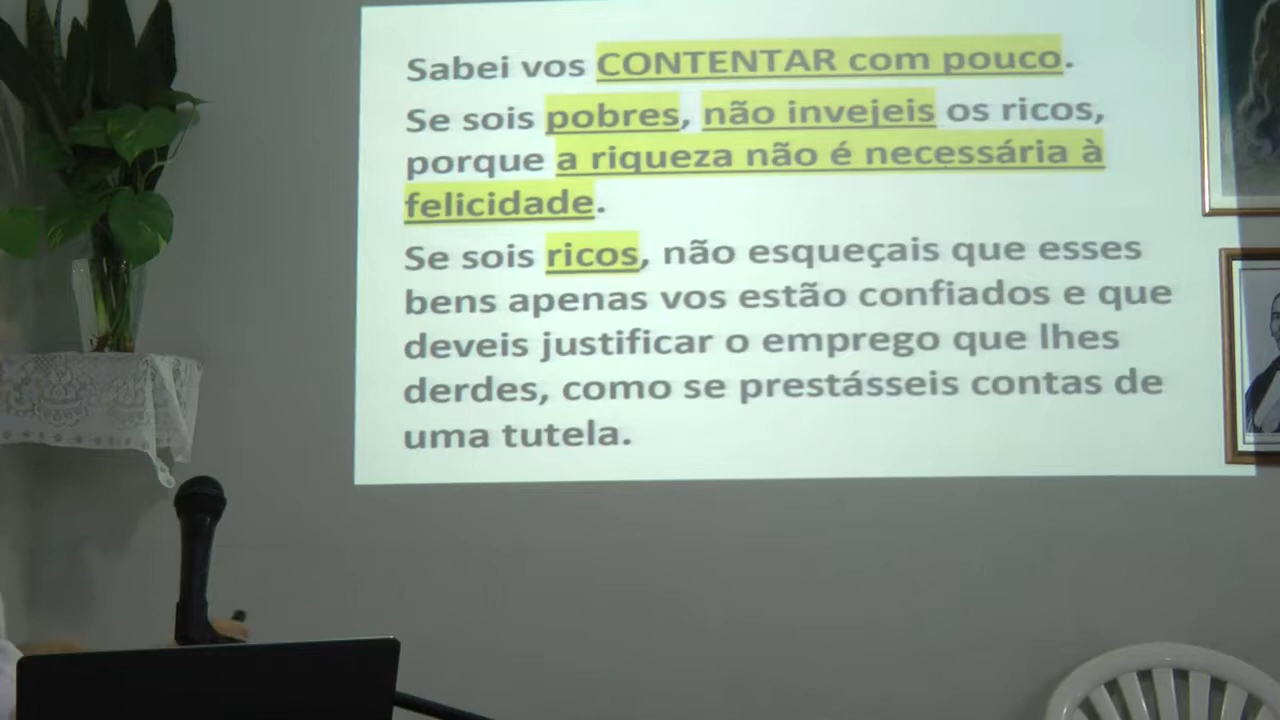 Sabei vos CONTENTAR com pouco.
Se sois pobres, não invejeis os ricos,
porque a riqueza não é necessária à
felicidade.
Se sois ricos, não esqueçais que esses
bens apenas vos estão confiados e que
deveis justificar o emprego que lhes
derdes, como se prestásseis contas de
uma tutela.